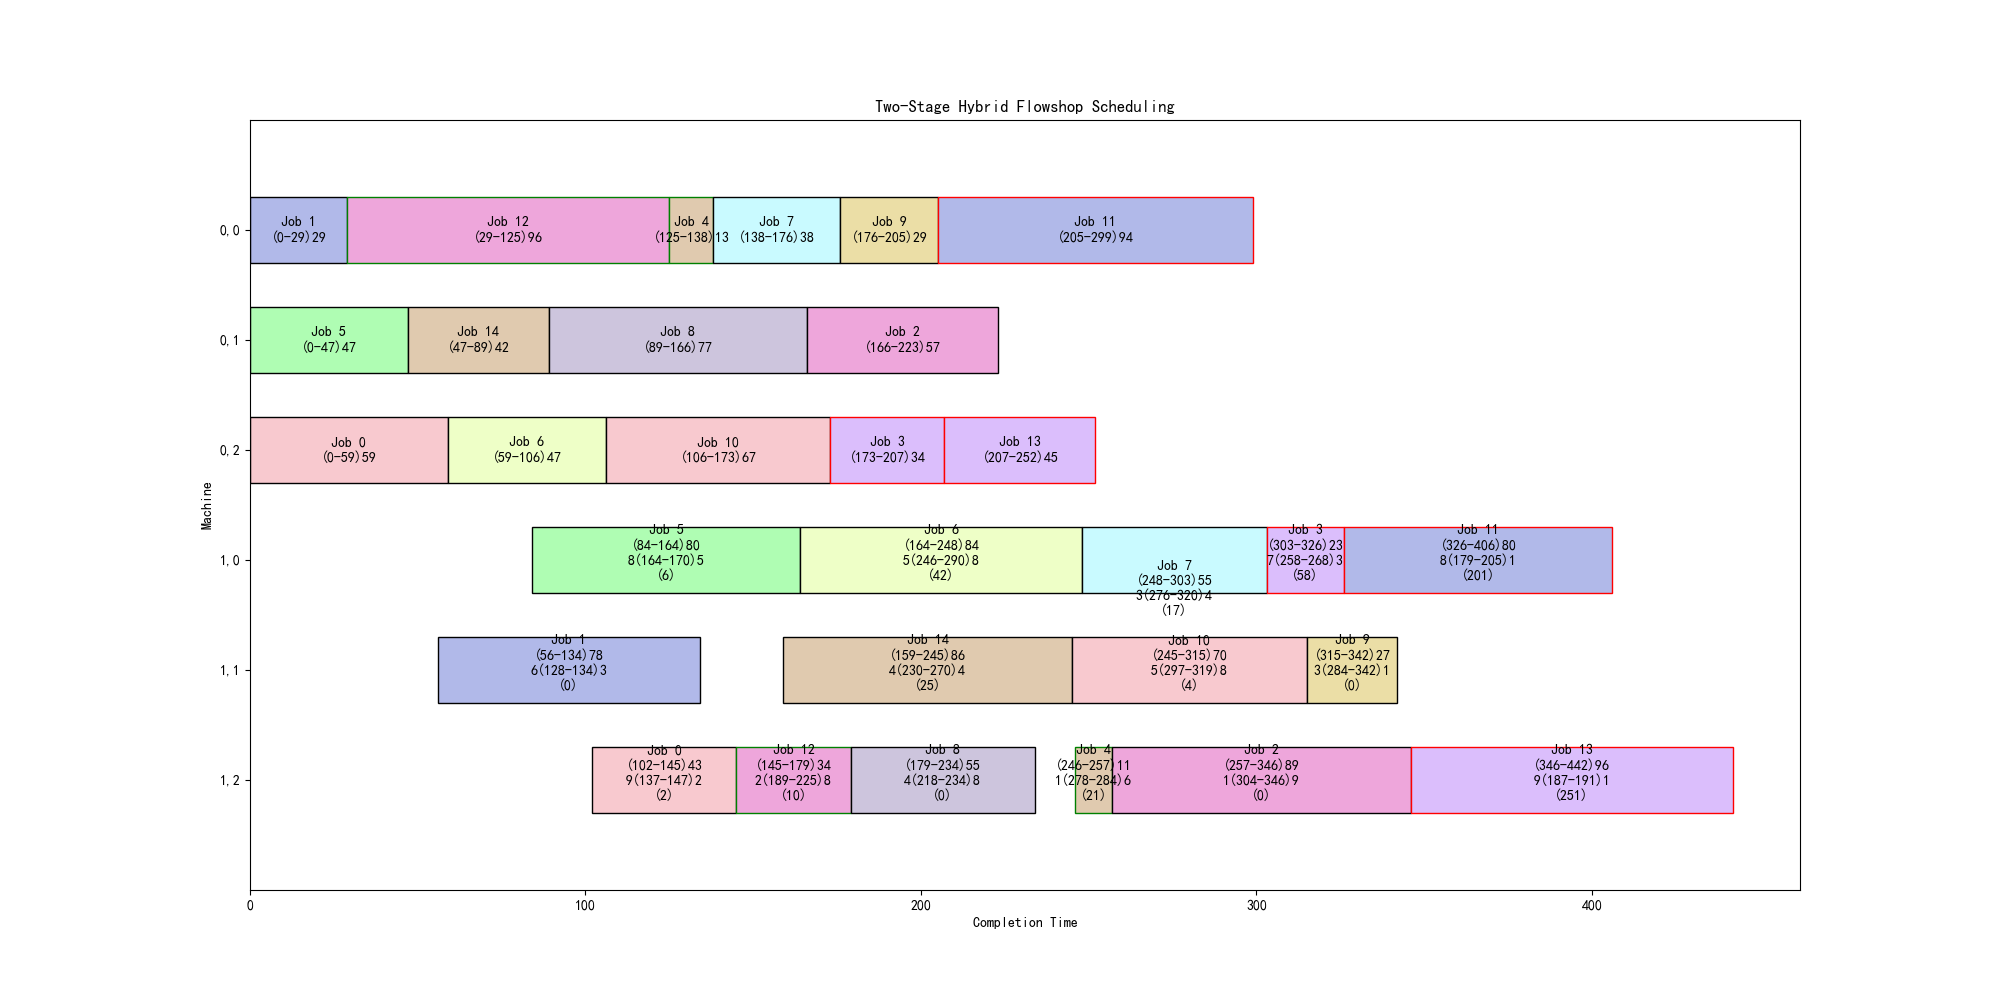 Two-Stage Hybrid Flowshop Scheduling
0,0
Job 1
(0-29)29
Job 12
(29-125)96
Job 4
(125-138)13
Job 7
(138-176)38
Job 9
(176-205)29
Job 11
(205-299)94
0,1
Job 5
(0-47)47
Job 14
(47-89)42
Job 8
(89-166)77
Job 2
(166-223)57
0,2
Job 0
(0-59)59
Job 6
(59-106)47
Job 10
(106-173)67
Job 3
(173-207)34
Job 13
(207-252)45
Machine
1,0
Job 5
(84-164)80
8(164-170)5
(6)
Job 6
(164-248)84
5(246-290)8
(42)
Job 7
(248-303)55
3(276-320)4
(17)
Job 3
(303-326)23
7(258-268)3
(58)
Job 11
(326-406)80
8(179-205)1
(201)
1,1
Job 1
(56-134)78
6(128-134)3
(0)
Job 14
(159-245)86
4(230-270)4
(25)
Job 10
(245-315)70
5(297-319)8
(4)
Job 9
(315-342)27
3(284-342)1
(0)
1,2
Job 0
(102-145)43
9(137-147)2
(2)
Job 12
(145-179)34
2(189-225)8
(10)
Job 8
(179-234)55
4(218-234)8
(0)
Job 4
(246-257)11
1(278-284)6
(21)
Job 2
(257-346)89
1(304-346)9
(0)
Job 13
(346-442)96
9(187-191)1
(251)
0
100
200
300
400
Completion Time